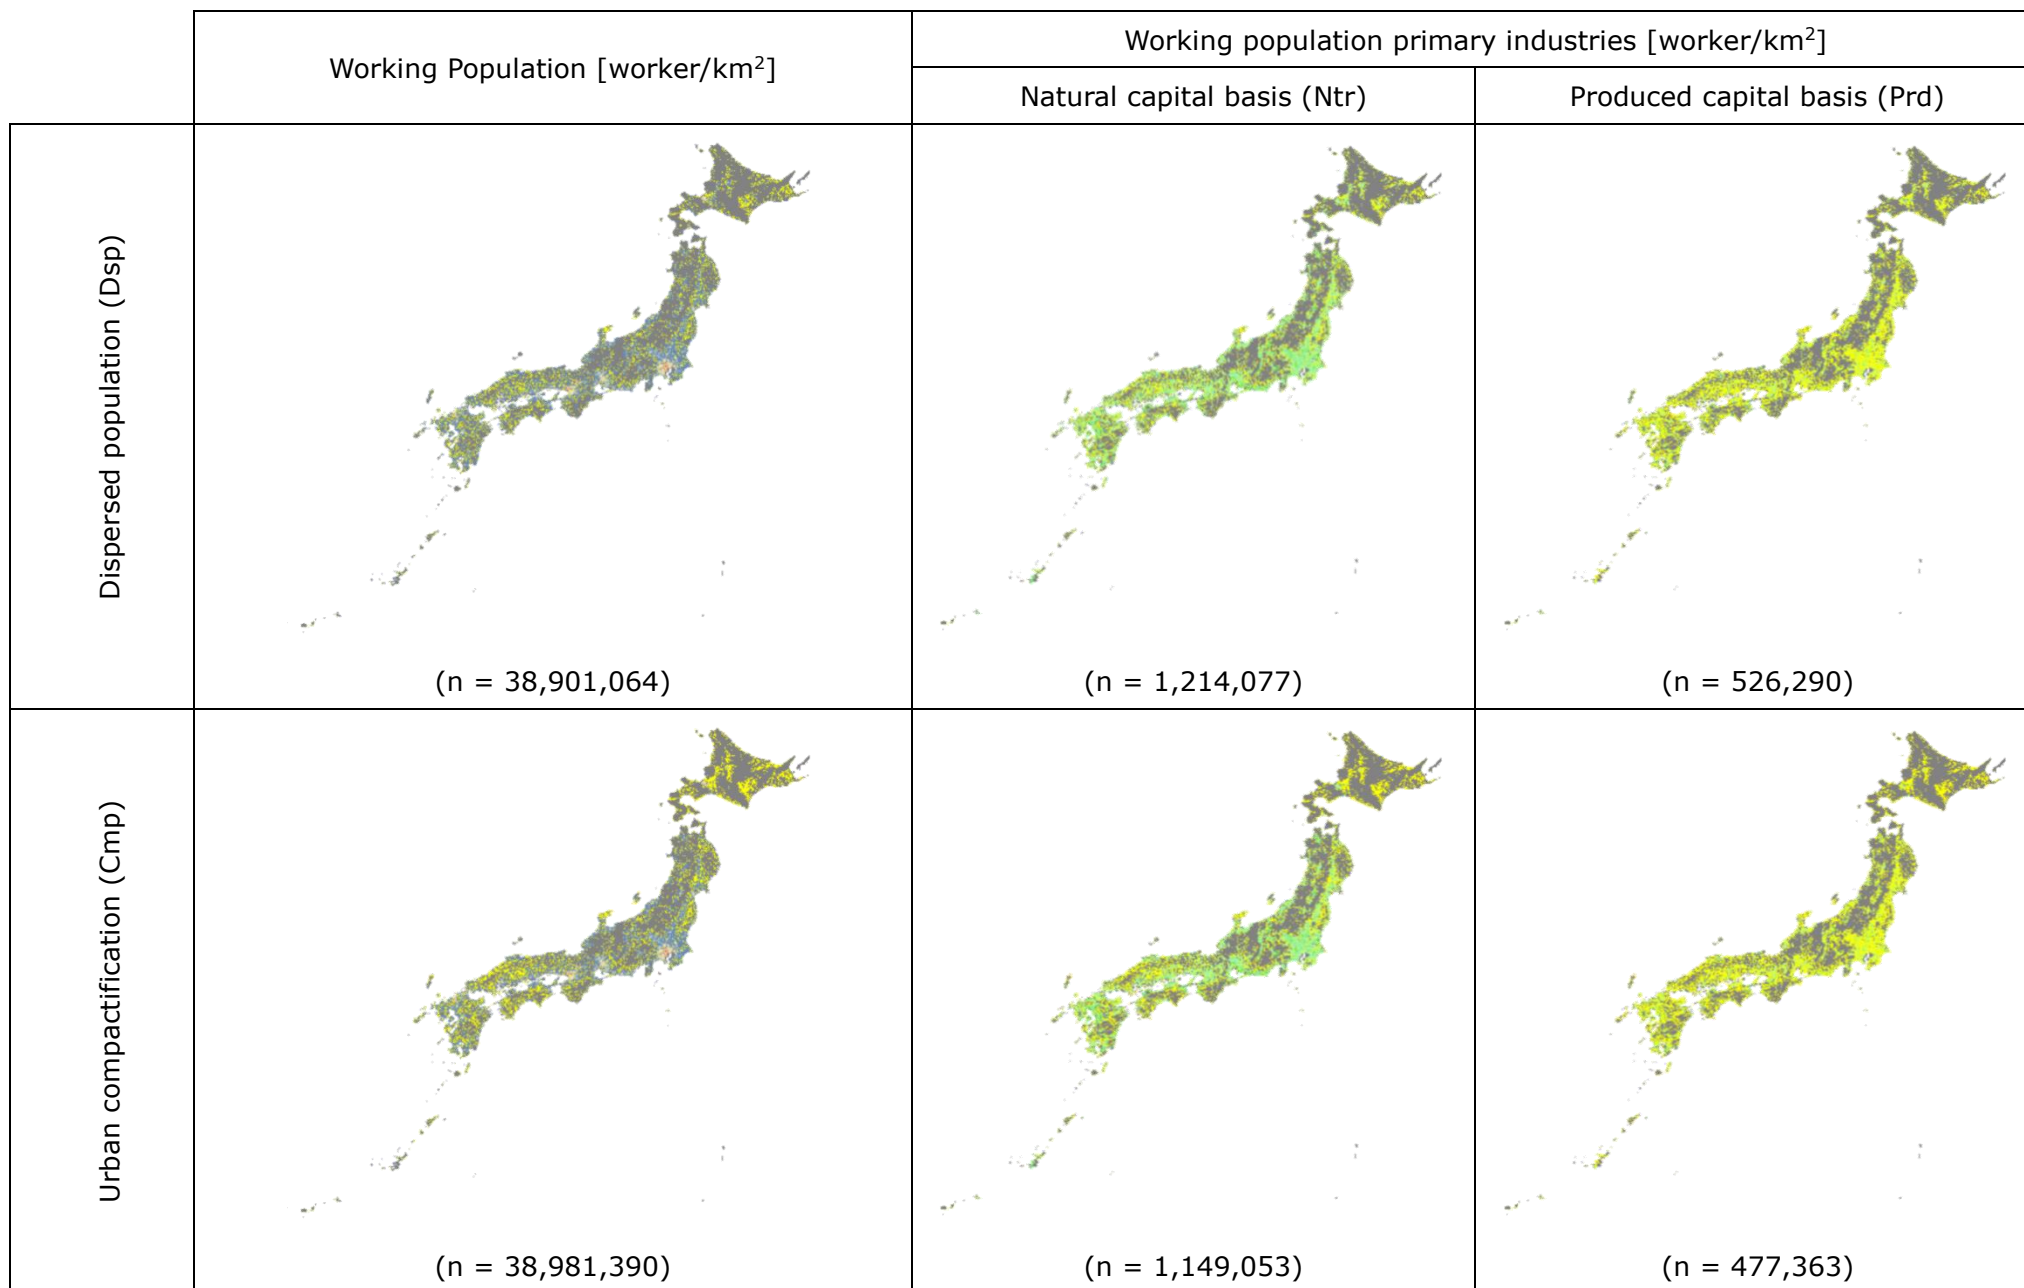 Working Population [worker/km²]
Working population primary industries [worker/km²]
Natural capital basis (Ntr)
Produced capital basis (Prd)
Dispersed population (Dsp)
(n = 38,901,064)
(n = 1,214,077)
(n = 526,290)
Urban compactification (Cmp)
(n = 38,981,390)
(n = 1,149,053)
(n = 477,363)